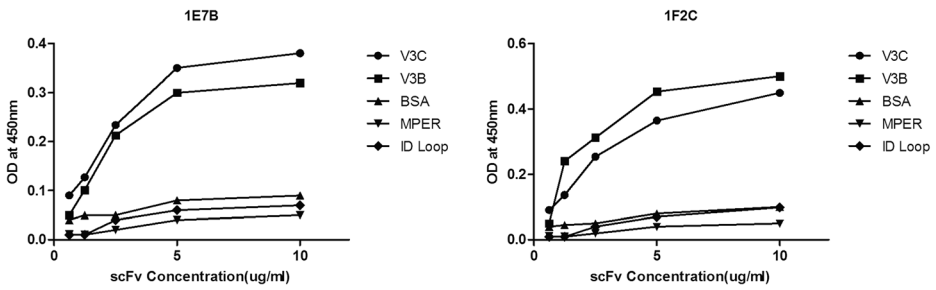 1E7B
0.4
0.3
0.2
0.1
0.0
0
5
10
OD at 450nm
scFv Concentration(ug/ml)
V3C
V3B
BSA
MPER
ID Loop
1F2C
0.6
0.4
0.2
0.0
0
5
10
OD at 450nm
scFv Concentration(ug/ml)
V3C
V3B
BSA
MPER
ID Loop